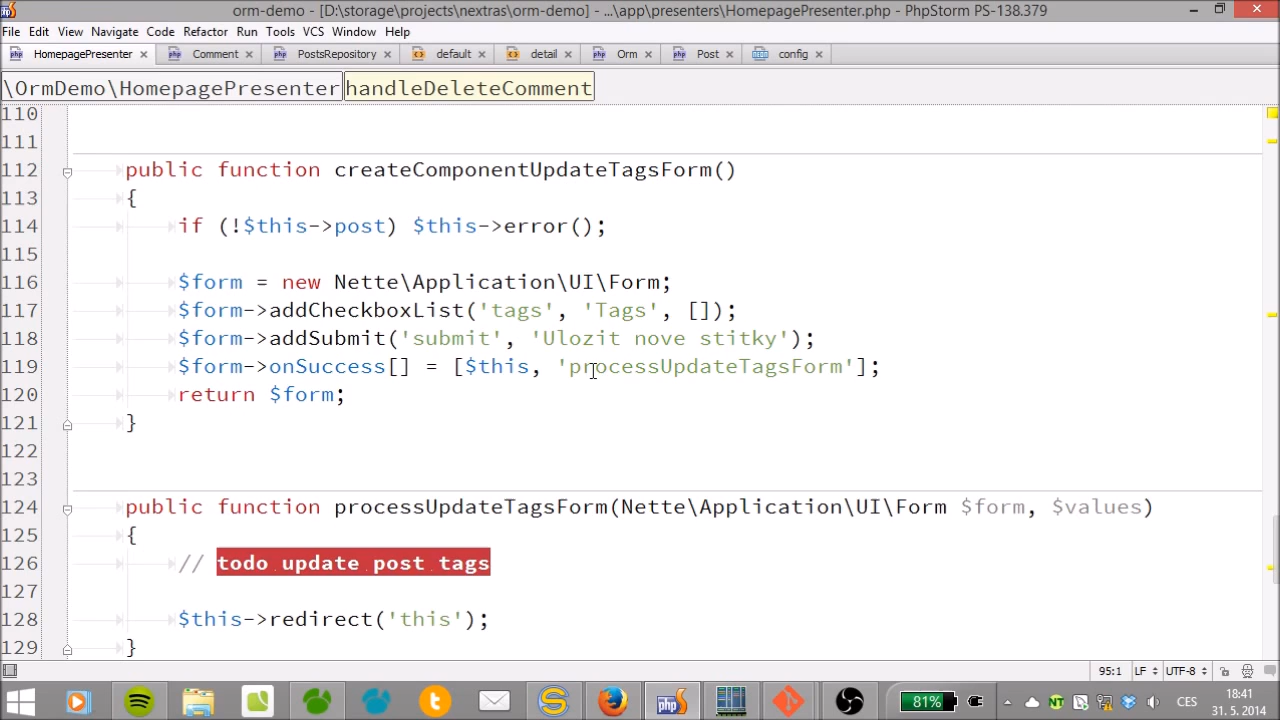 orm-demo - [D:\storage\projects\nextras\orm-demo] - ...\app\presenters\HomepagePresenter.php - PhpStorm PS-138.379
File Edit View Navigate Code Refactor Run Tools VCS Window Help
HomepagePresenter Comment PostsRepository default detail Orm Post config
\OrmDemo\HomepagePresenter handleDeleteComment
110
111
112 public function createComponentUpdateTagsForm()
113 {
114 if (!$this->post) $this->error();
115
116 $form = new Nette\Application\UI\Form;
117 $form->addCheckboxList('tags', 'Tags', []);
118 $form->addSubmit('submit', 'Ulozit nove stitky');
119 $form->onSuccess[] = [$this, 'processUpdateTagsForm'];
120 return $form;
121 }
122
123
124 public function processUpdateTagsForm(Nette\Application\UI\Form $form, $values)
125 {
126 // todo update post tags
127
128 $this->redirect('this');
129 }
95:1 LF UTF-8
81% CES 18:41
31. 5. 2014